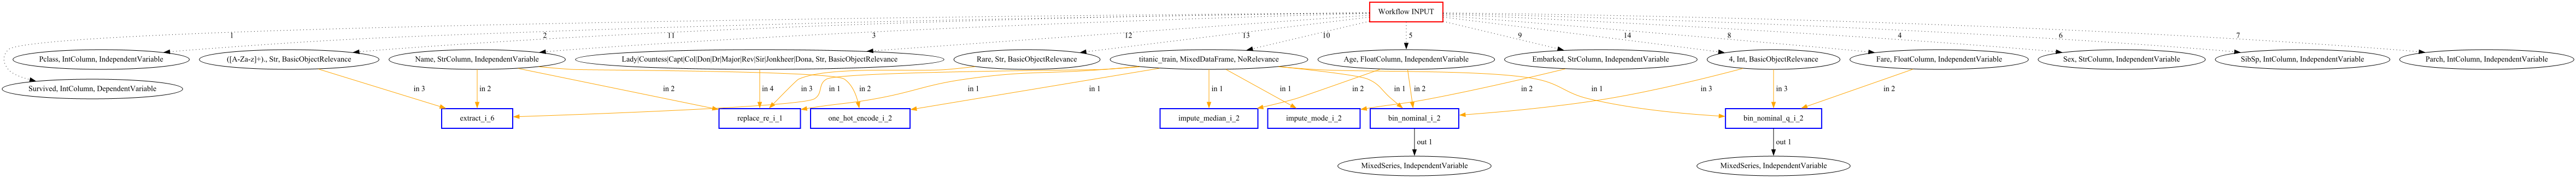 Workflow INPUT
1
2
11
3
12
13
10
5
9
14
8
4
6
7
Pclass, IntColumn, IndependentVariable
([A-Za-z]+)., Str, BasicObjectRelevance
Name, StrColumn, IndependentVariable
Lady|Countess|Capt|Col|Don|Dr|Major|Rev|Sir|Jonkheer|Dona, Str, BasicObjectRelevance
Rare, Str, BasicObjectRelevance
titanic_train, MixedDataFrame, NoRelevance
Age, FloatColumn, IndependentVariable
Embarked, StrColumn, IndependentVariable
4, Int, BasicObjectRelevance
Fare, FloatColumn, IndependentVariable
Sex, StrColumn, IndependentVariable
SibSp, IntColumn, IndependentVariable
Parch, IntColumn, IndependentVariable
Survived, IntColumn, DependentVariable
in 3
in 2
in 2
in 4
in 3
in 1
in 2
in 1
in 1
in 1
in 1
in 2
in 1
in 2
in 2
in 1
in 3
in 3
in 2
extract_i_6
replace_re_i_1
one_hot_encode_i_2
impute_median_i_2
impute_mode_i_2
bin_nominal_i_2
bin_nominal_q_i_2
out 1
out 1
MixedSeries, IndependentVariable
MixedSeries, IndependentVariable